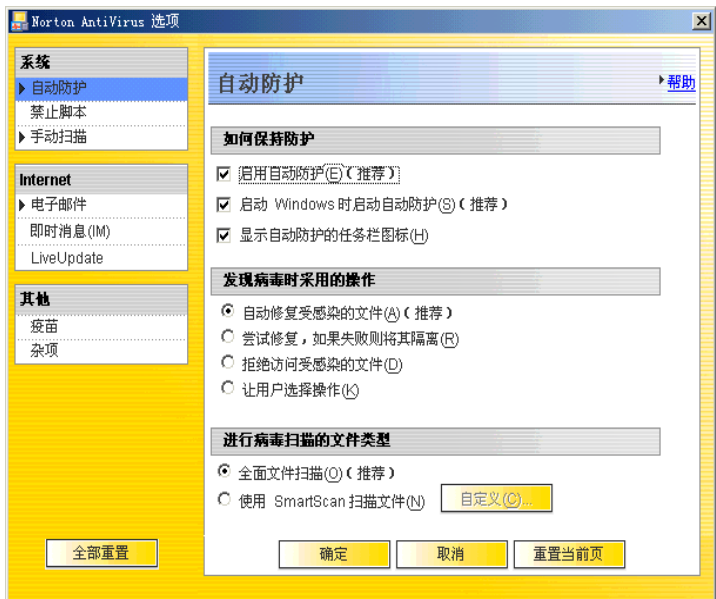 Norton AntiVirus 选项
系统
自动防护
禁止脚本
手动扫描
Internet
电子邮件
即时消息(IM)
LiveUpdate
其他
疫苗
杂项
全部重置
自动防护
帮助
如何保持防护
启用自动防护(E)(推荐)
启动 Windows 时启动自动防护(S)(推荐)
显示自动防护的任务栏图标(H)
发现病毒时采用的操作
自动修复受感染的文件(A)(推荐)
尝试修复，如果失败则将其隔离(R)
拒绝访问受感染的文件(D)
让用户选择操作(K)
进行病毒扫描的文件类型
全面文件扫描(O)(推荐)
使用 SmartScan 扫描文件(N)
自定义(C)...
确定
取消
重置当前页